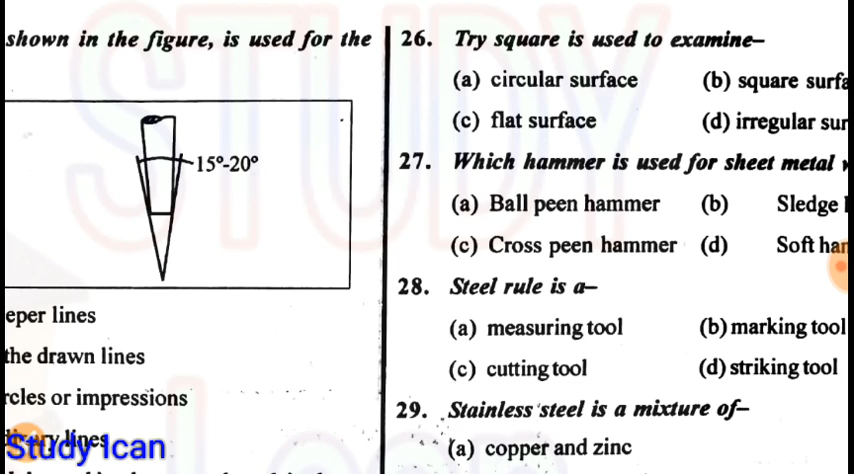 shown in the figure, is used for the
15°-20°
eper lines
the drawn lines
rcles or impressions
lines
Study Ican
26. Try square is used to examine–
(a) circular surface (b) square surfa
(c) flat surface (d) irregular sur
27. Which hammer is used for sheet metal
(a) Ball peen hammer (b) Sledge
(c) Cross peen hammer (d) Soft ham
28. Steel rule is a–
(a) measuring tool (b) marking tool
(c) cutting tool (d) striking tool
29. Stainless steel is a mixture of–
(a) copper and zinc
STUDY